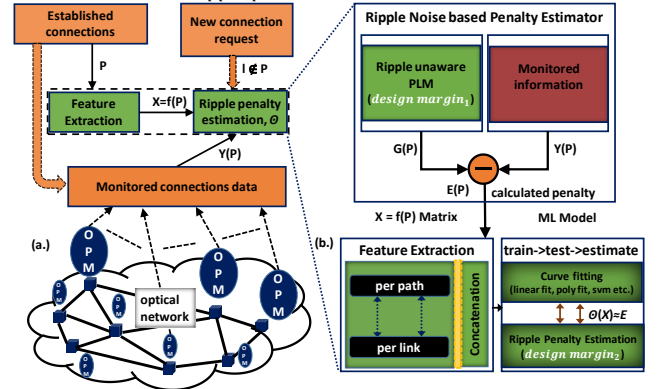 Established
connections
New connection
request
P
l ∉ P
Feature
Extraction
X=f(P)
Ripple penalty
estimation, Θ
Y(P)
Monitored connections data
(a.)
OPM
OPM
OPM
OPM
OPM
OPM
OPM
optical
network
Ripple Noise based Penalty Estimator
Ripple unaware
PLM
(design margin₁)
Monitored
information
G(P)
Y(P)
−
E(P)
calculated penalty
X = f(P) Matrix
ML Model
(b.)
Feature Extraction
per path
per link
Concatenation
train->test->estimate
Curve fitting
(linear fit, poly fit, svm etc.)
Θ(X)≈E
Ripple Penalty Estimation
(design margin₂)